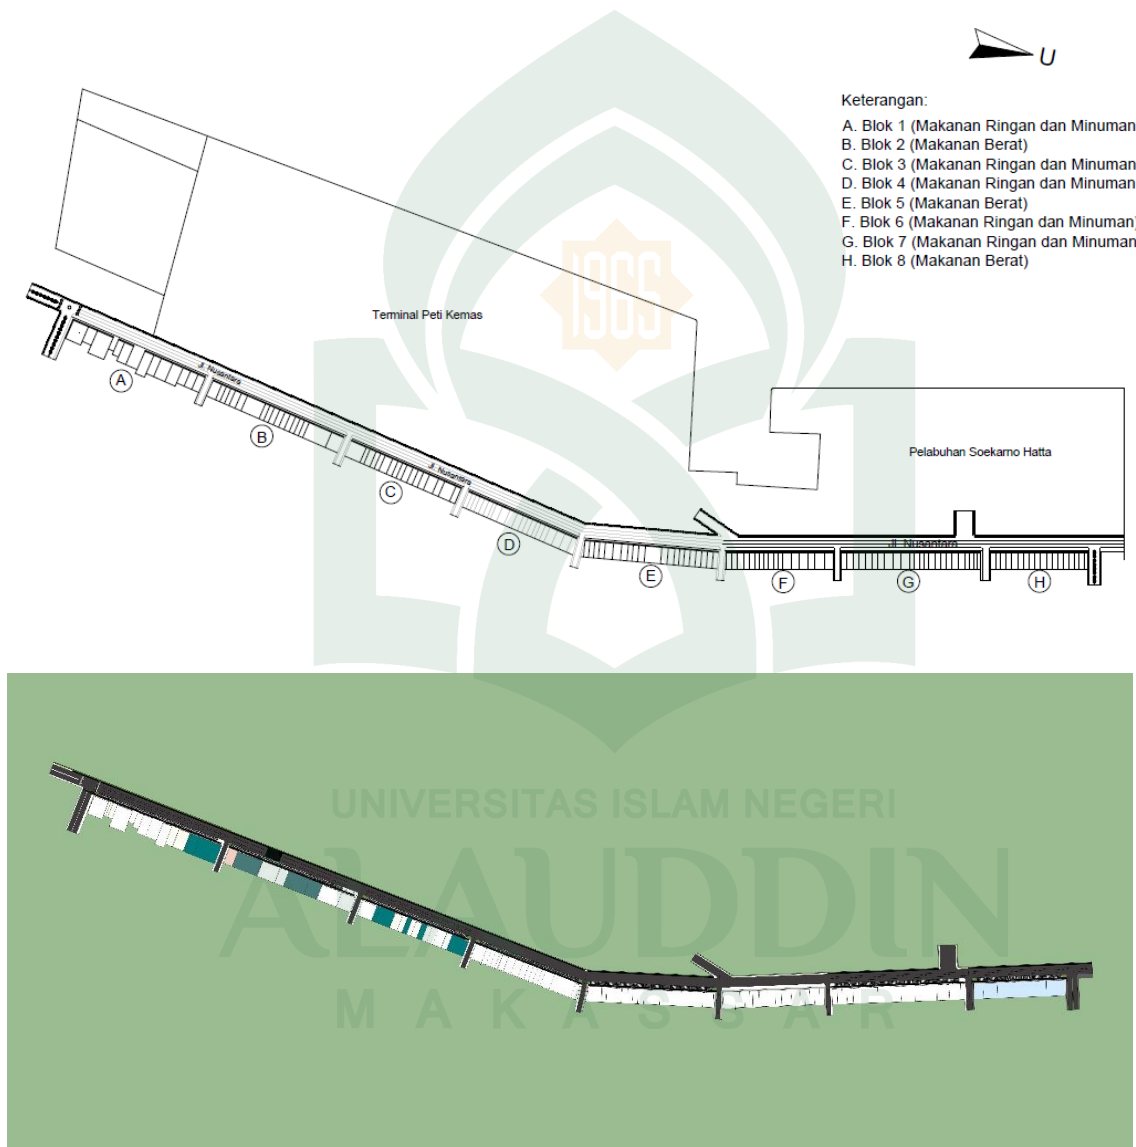 U
Keterangan:
A. Blok 1 (Makanan Ringan dan Minuman
B. Blok 2 (Makanan Berat)
C. Blok 3 (Makanan Ringan dan Minuman
D. Blok 4 (Makanan Ringan dan Minuman
E. Blok 5 (Makanan Berat)
F. Blok 6 (Makanan Ringan dan Minuman)
G. Blok 7 (Makanan Ringan dan Minuman
H. Blok 8 (Makanan Berat)
1965
Terminal Peti Kemas
Jl. Nusantara
A
B
Jl. Nusantara
C
D
Pelabuhan Soekarno Hatta
Jl. Nusantara
E
F
G
H
UNIVERSITAS ISLAM NEGERI
ALAUDDIN
MAKASSAR